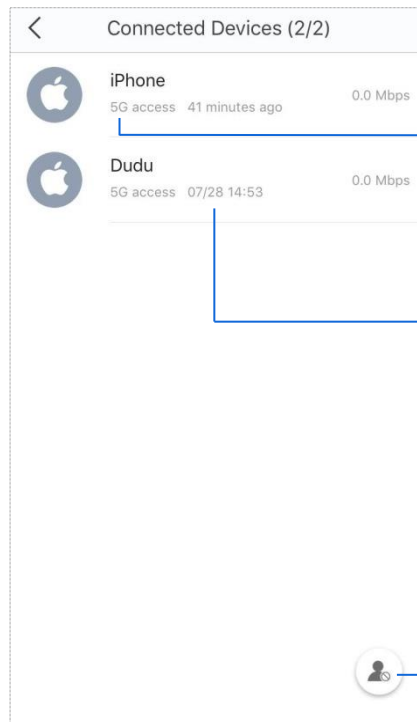 Connected Devices (2/2)
iPhone
5G access 41 minutes ago 0.0 Mbps
Dudu
5G access 07/28 14:53 0.0 Mbps